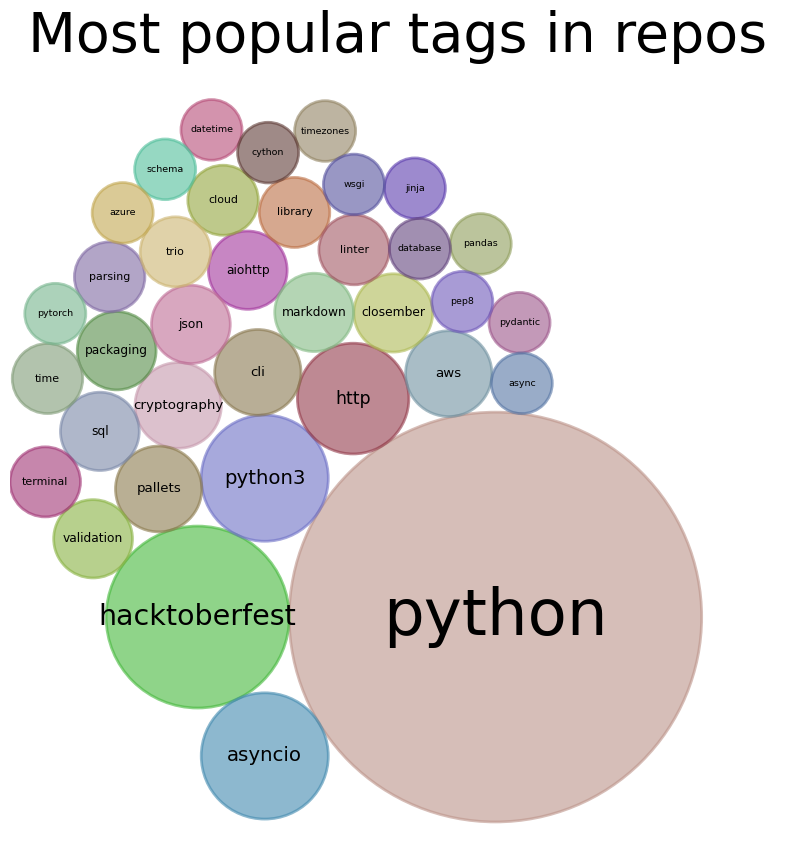 Most popular tags in repos
datetime
timezones
cython
schema
wsgi
jinja
cloud
azure
library
trio
linter
database
pandas
aiohttp
parsing
pep8
pytorch
markdown
closember
json
pydantic
packaging
cli
aws
time
async
http
cryptography
sql
python3
terminal
pallets
validation
hacktoberfest
python
asyncio